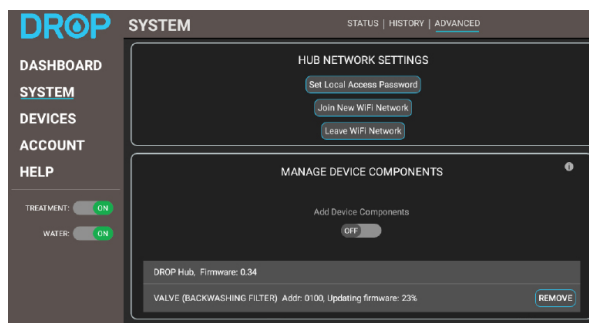 DROP
SYSTEM
STATUS | HISTORY | ADVANCED
DASHBOARD
SYSTEM
DEVICES
ACCOUNT
HELP
TREATMENT: ON
WATER: ON
HUB NETWORK SETTINGS
Set Local Access Password
Join New WiFi Network
Leave WiFi Network
MANAGE DEVICE COMPONENTS
i
Add Device Components
OFF
DROP Hub, Firmware: 0.34
VALVE (BACKWASHING FILTER) Addr: 0100, Updating firmware: 23%
REMOVE